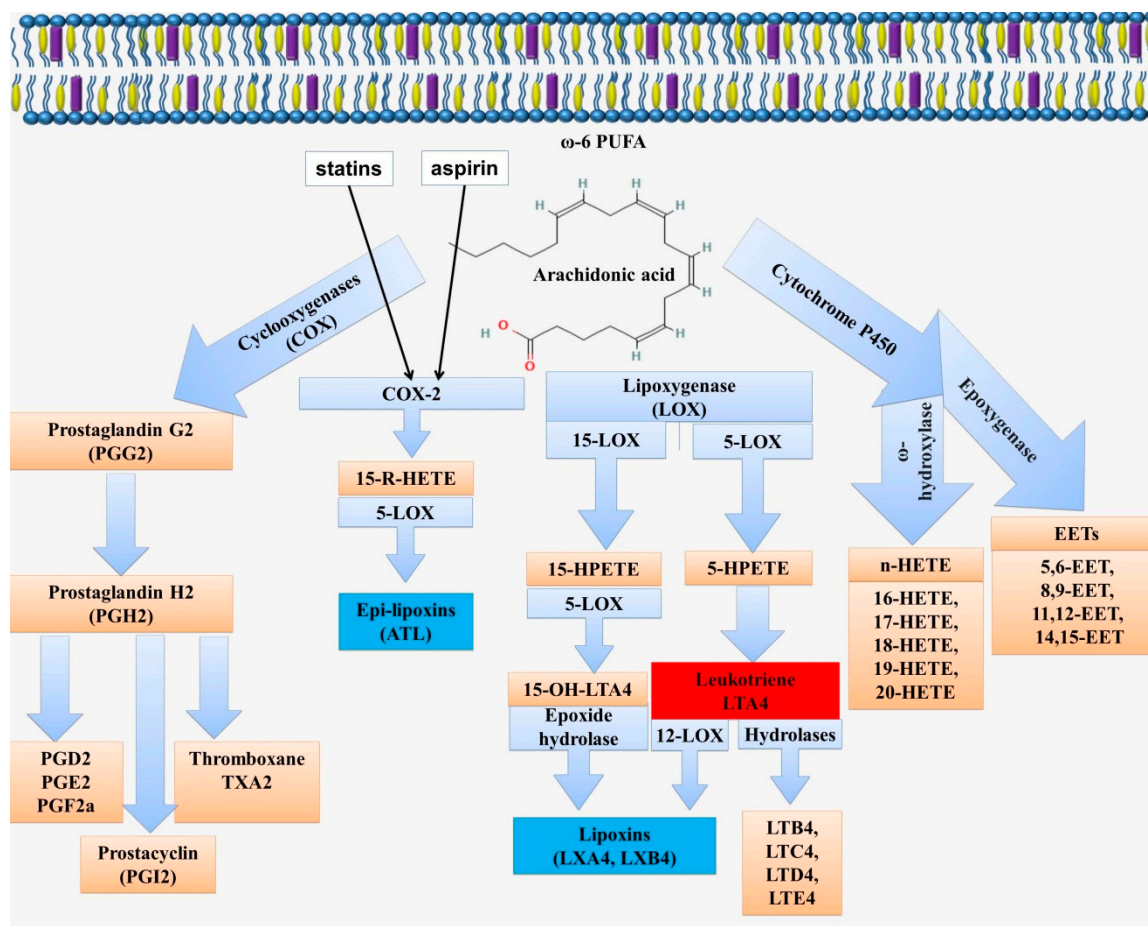 ω-6 PUFA
statins
aspirin
H
H
H
H
H
H
H
H
Arachidonic acid
H
O
O
Cyclooxygenases
(COX)
Cytochrome P450
ω-
hydroxylase
Epoxygenase
Prostaglandin G2
(PGG2)
Prostaglandin H2
(PGH2)
PGD2
PGE2
PGF2a
Prostacyclin
(PGI2)
Thromboxane
TXA2
COX-2
15-R-HETE
5-LOX
Epi-lipoxins
(ATL)
Lipoxygenase
(LOX)
15-LOX
5-LOX
15-HPETE
5-LOX
15-OH-LTA4
Epoxide
hydrolase
5-HPETE
Leukotriene
LTA4
12-LOX
Hydrolases
Lipoxins
(LXA4, LXB4)
LTB4,
LTC4,
LTD4,
LTE4
n-HETE
16-HETE,
17-HETE,
18-HETE,
19-HETE,
20-HETE
EETs
5,6-EET,
8,9-EET,
11,12-EET,
14,15-EET